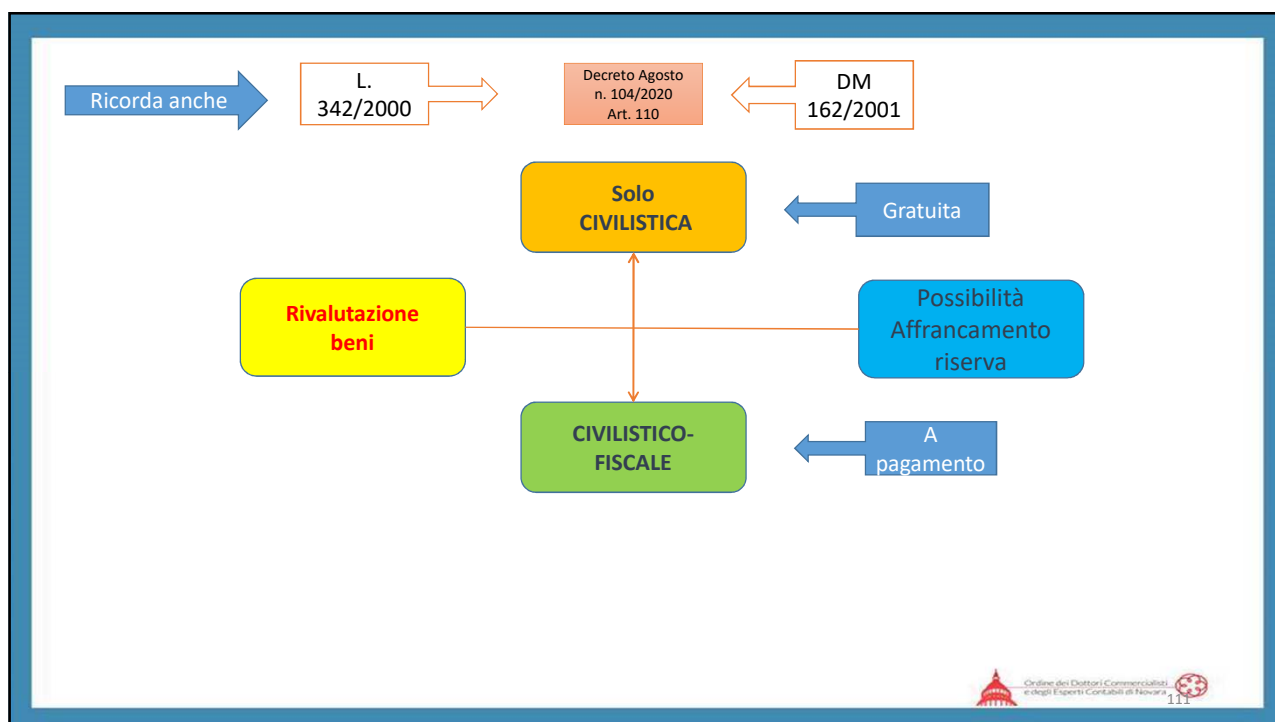 Ricorda anche
L.
342/2000
Decreto Agosto
n. 104/2020
Art. 110
DM
162/2001
Solo
CIVILISTICA
Gratuita
Rivalutazione
beni
Possibilità
Affrancamento
riserva
CIVILISTICO-
FISCALE
A
pagamento
Ordine dei Dottori Commercialisti
e degli Esperti Contabili di Novara
111